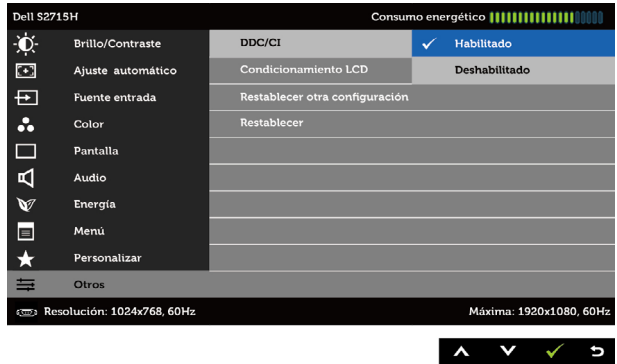 Dell S2715H Consumo energético
Brillo/Contraste DDC/CI Habilitado
Ajuste automático Condicionamiento LCD Deshabilitado
Fuente entrada Restablecer otra configuración
Color Restablecer
Pantalla
Audio
Energía
Menú
Personalizar
Otros
Resolución: 1024x768, 60Hz Máxima: 1920x1080, 60Hz